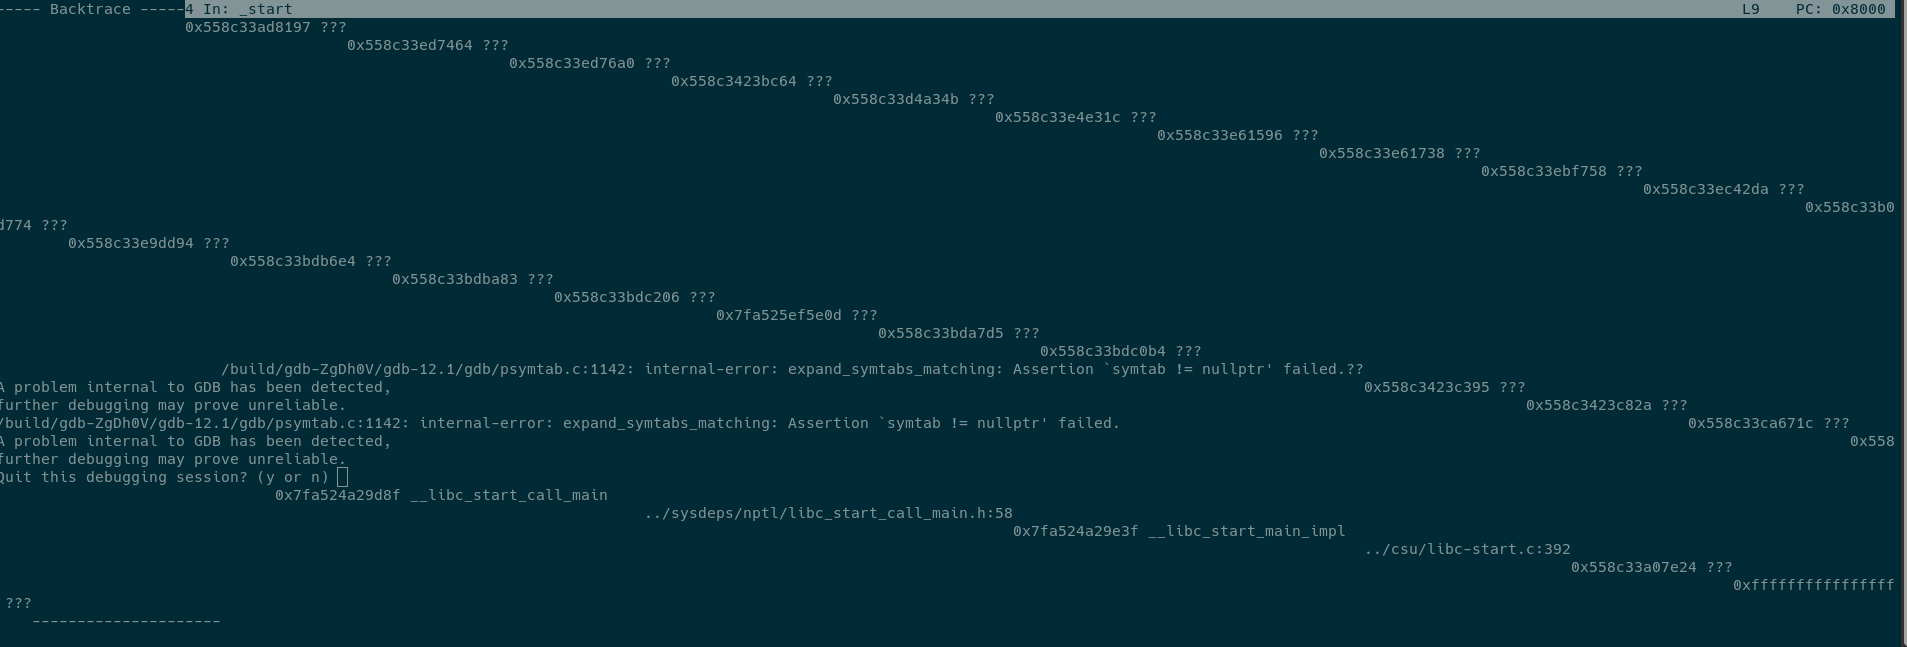 ----- Backtrace -----4 In: _start L9 PC: 0x8000
0x558c33ad8197 ???
0x558c33ed7464 ???
0x558c33ed76a0 ???
0x558c3423bc64 ???
0x558c33d4a34b ???
0x558c33e4e31c ???
0x558c33e61596 ???
0x558c33e61738 ???
0x558c33ebf758 ???
0x558c33ec42da ???
0x558c33b0
d774 ???
0x558c33e9dd94 ???
0x558c33bdb6e4 ???
0x558c33bdba83 ???
0x558c33bdc206 ???
0x7fa525ef5e0d ???
0x558c33bda7d5 ???
0x558c33bdc0b4 ???
/build/gdb-ZgDh0V/gdb-12.1/gdb/psymtab.c:1142: internal-error: expand_symtabs_matching: Assertion `symtab != nullptr' failed.??
A problem internal to GDB has been detected, 0x558c3423c395 ???
further debugging may prove unreliable. 0x558c3423c82a ???
/build/gdb-ZgDh0V/gdb-12.1/gdb/psymtab.c:1142: internal-error: expand_symtabs_matching: Assertion `symtab != nullptr' failed. 0x558c33ca671c ???
A problem internal to GDB has been detected, 0x558
further debugging may prove unreliable.
Quit this debugging session? (y or n)
0x7fa524a29d8f __libc_start_call_main
../sysdeps/nptl/libc_start_call_main.h:58
0x7fa524a29e3f __libc_start_main_impl
../csu/libc-start.c:392
0x558c33a07e24 ???
0xffffffffffffffff
???
---------------------